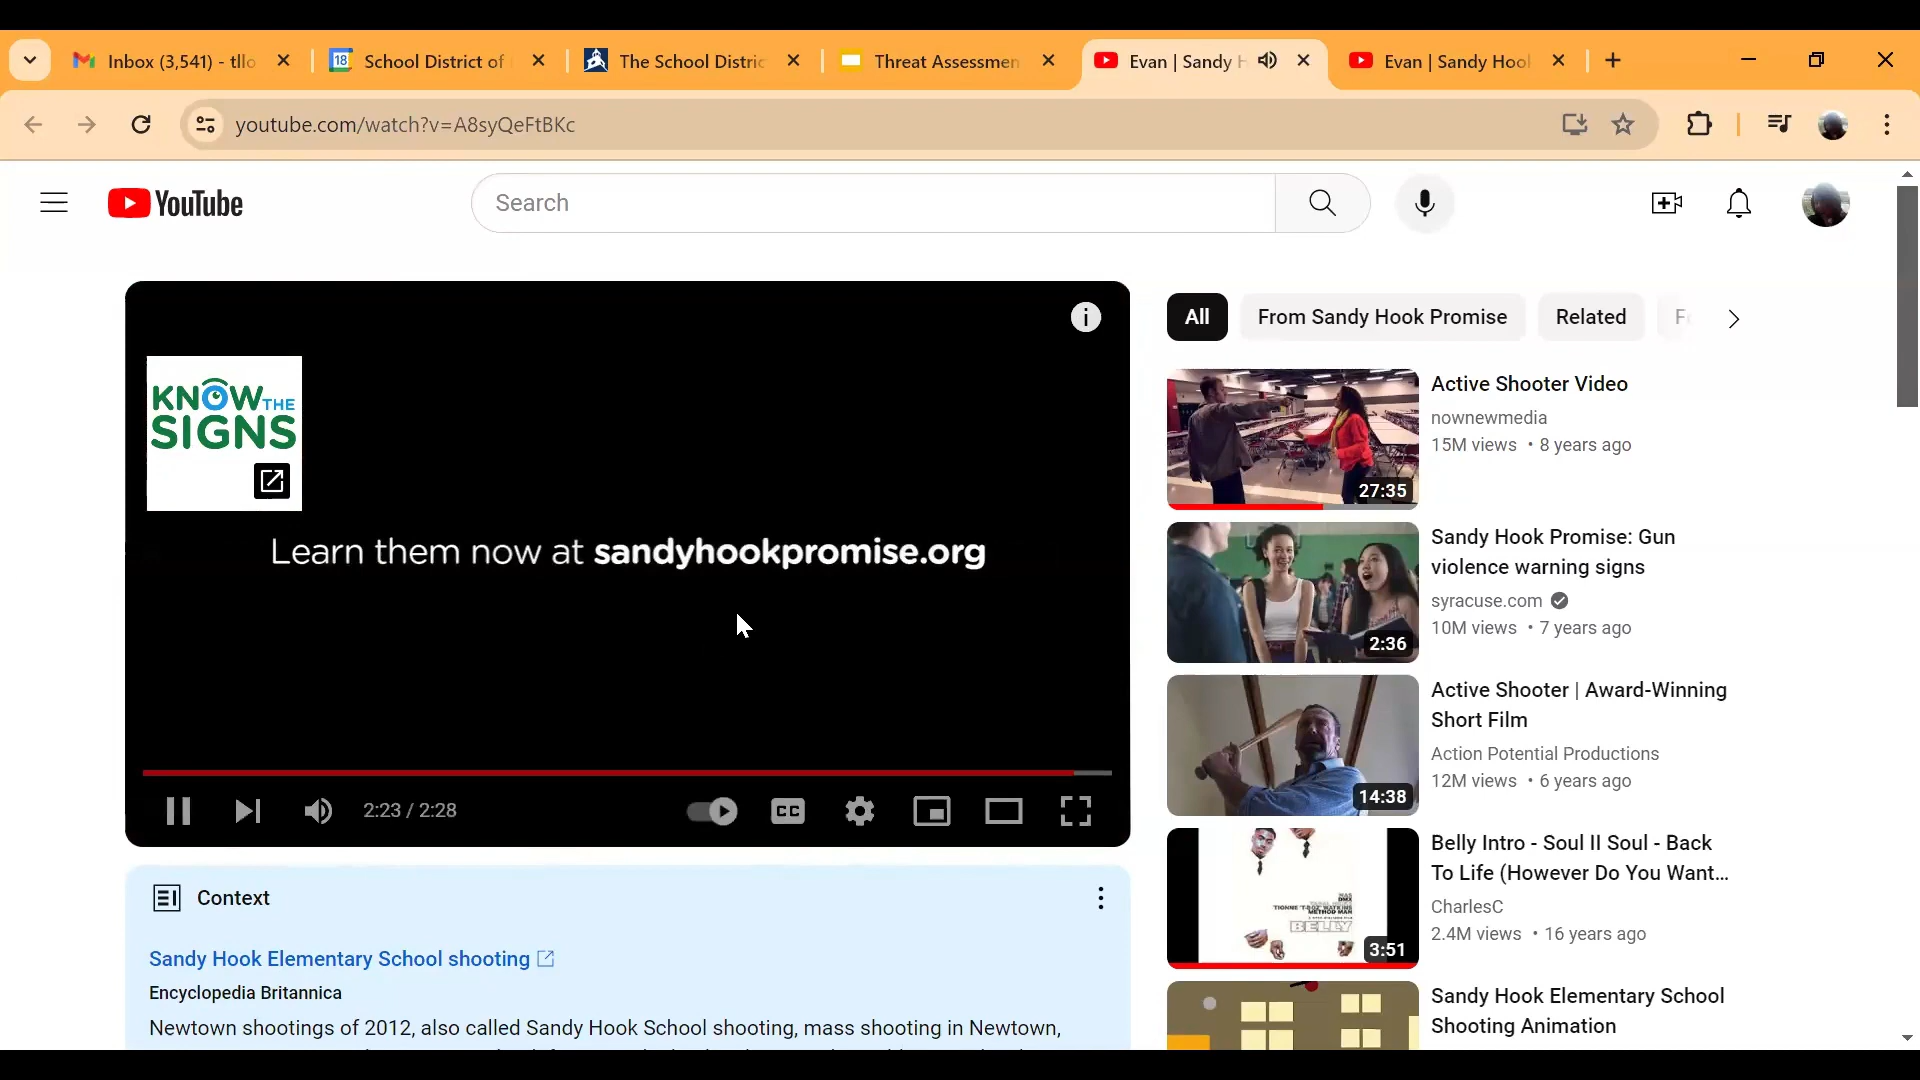 Inbox (3,541) - tllo
18
School District of
The School Distric
Threat Assessmen
Evan | Sandy H
Evan | Sandy Hool
youtube.com/watch?v=A8syQeFtBKc
YouTube
Search
KNOW THE
SIGNS
Learn them now at sandyhookpromise.org
2:23 / 2:28
CC
Context
Sandy Hook Elementary School shooting
Encyclopedia Britannica
Newtown shootings of 2012, also called Sandy Hook School shooting, mass shooting in Newtown,
All
From Sandy Hook Promise
Related
27:35
Active Shooter Video
nownewmedia
15M views • 8 years ago
2:36
Sandy Hook Promise: Gun
violence warning signs
syracuse.com
10M views • 7 years ago
14:38
Active Shooter | Award-Winning
Short Film
Action Potential Productions
12M views • 6 years ago
METHOD MAN
BELLY
3:51
Belly Intro - Soul II Soul - Back
To Life (However Do You Want...
CharlesC
2.4M views • 16 years ago
Sandy Hook Elementary School
Shooting Animation